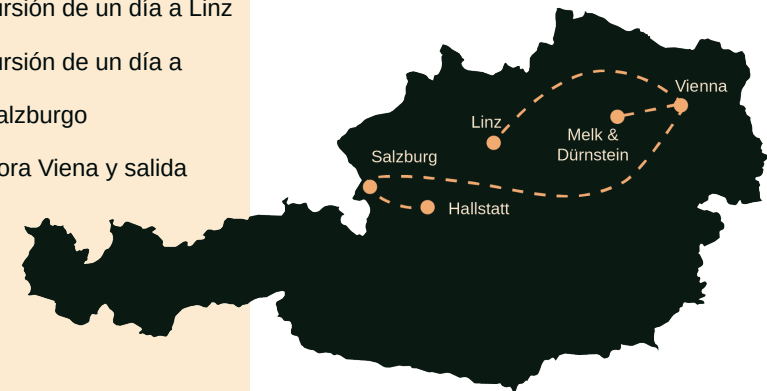 ursión de un día a Linz
ursión de un día a
alzburgo
ora Viena y salida
Vienna
Linz
Melk &
Dürnstein
Salzburg
Hallstatt